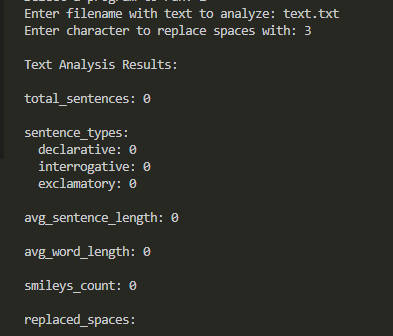 Enter filename with text to analyze: text.txt
Enter character to replace spaces with: 3
Text Analysis Results:
total_sentences: 0
sentence_types:
declarative: 0
interrogative: 0
exclamatory: 0
avg_sentence_length: 0
avg_word_length: 0
smileys_count: 0
replaced_spaces: